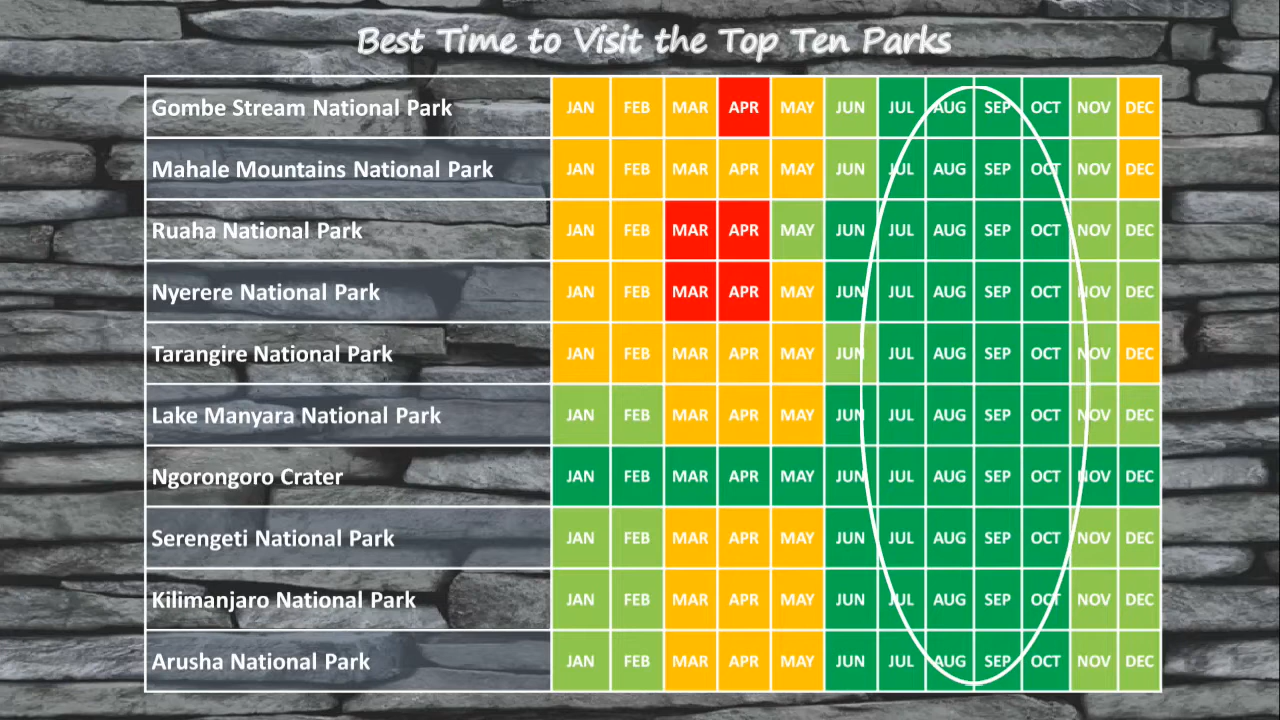 Best Time to Visit the Top Ten Parks
Gombe Stream National Park JAN FEB MAR APR MAY JUN JUL AUG SEP OCT NOV DEC
Mahale Mountains National Park JAN FEB MAR APR MAY JUN JUL AUG SEP OCT NOV DEC
Ruaha National Park JAN FEB MAR APR MAY JUN JUL AUG SEP OCT NOV DEC
Nyerere National Park JAN FEB MAR APR MAY JUN JUL AUG SEP OCT NOV DEC
Tarangire National Park JAN FEB MAR APR MAY JUN JUL AUG SEP OCT NOV DEC
Lake Manyara National Park JAN FEB MAR APR MAY JUN JUL AUG SEP OCT NOV DEC
Ngorongoro Crater JAN FEB MAR APR MAY JUN JUL AUG SEP OCT NOV DEC
Serengeti National Park JAN FEB MAR APR MAY JUN JUL AUG SEP OCT NOV DEC
Kilimanjaro National Park JAN FEB MAR APR MAY JUN JUL AUG SEP OCT NOV DEC
Arusha National Park JAN FEB MAR APR MAY JUN JUL AUG SEP OCT NOV DEC